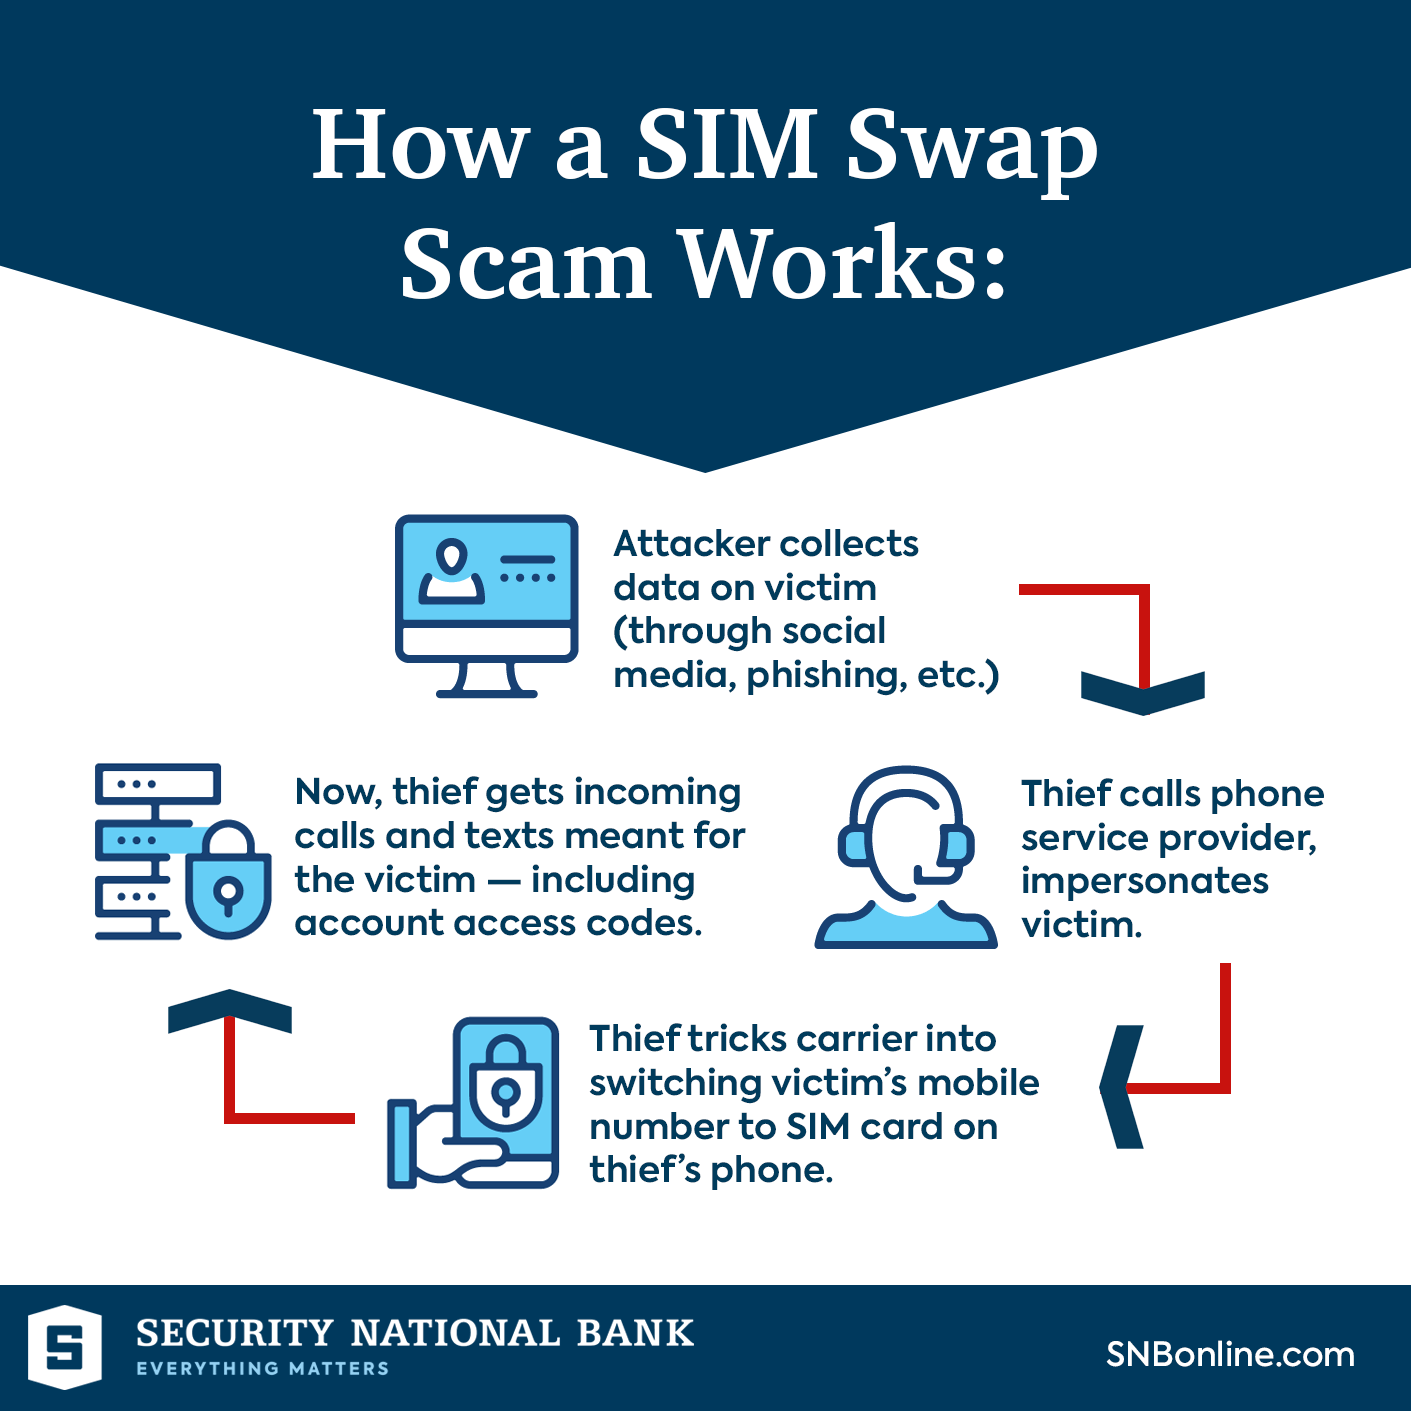 How a SIM Swap
Scam Works:
Attacker collects
data on victim
(through social
media, phishing, etc.)
Thief calls phone
service provider,
impersonates
victim.
Thief tricks carrier into
switching victim’s mobile
number to SIM card on
thief’s phone.
Now, thief gets incoming
calls and texts meant for
the victim — including
account access codes.
S
SECURITY NATIONAL BANK
EVERYTHING MATTERS
SNBonline.com